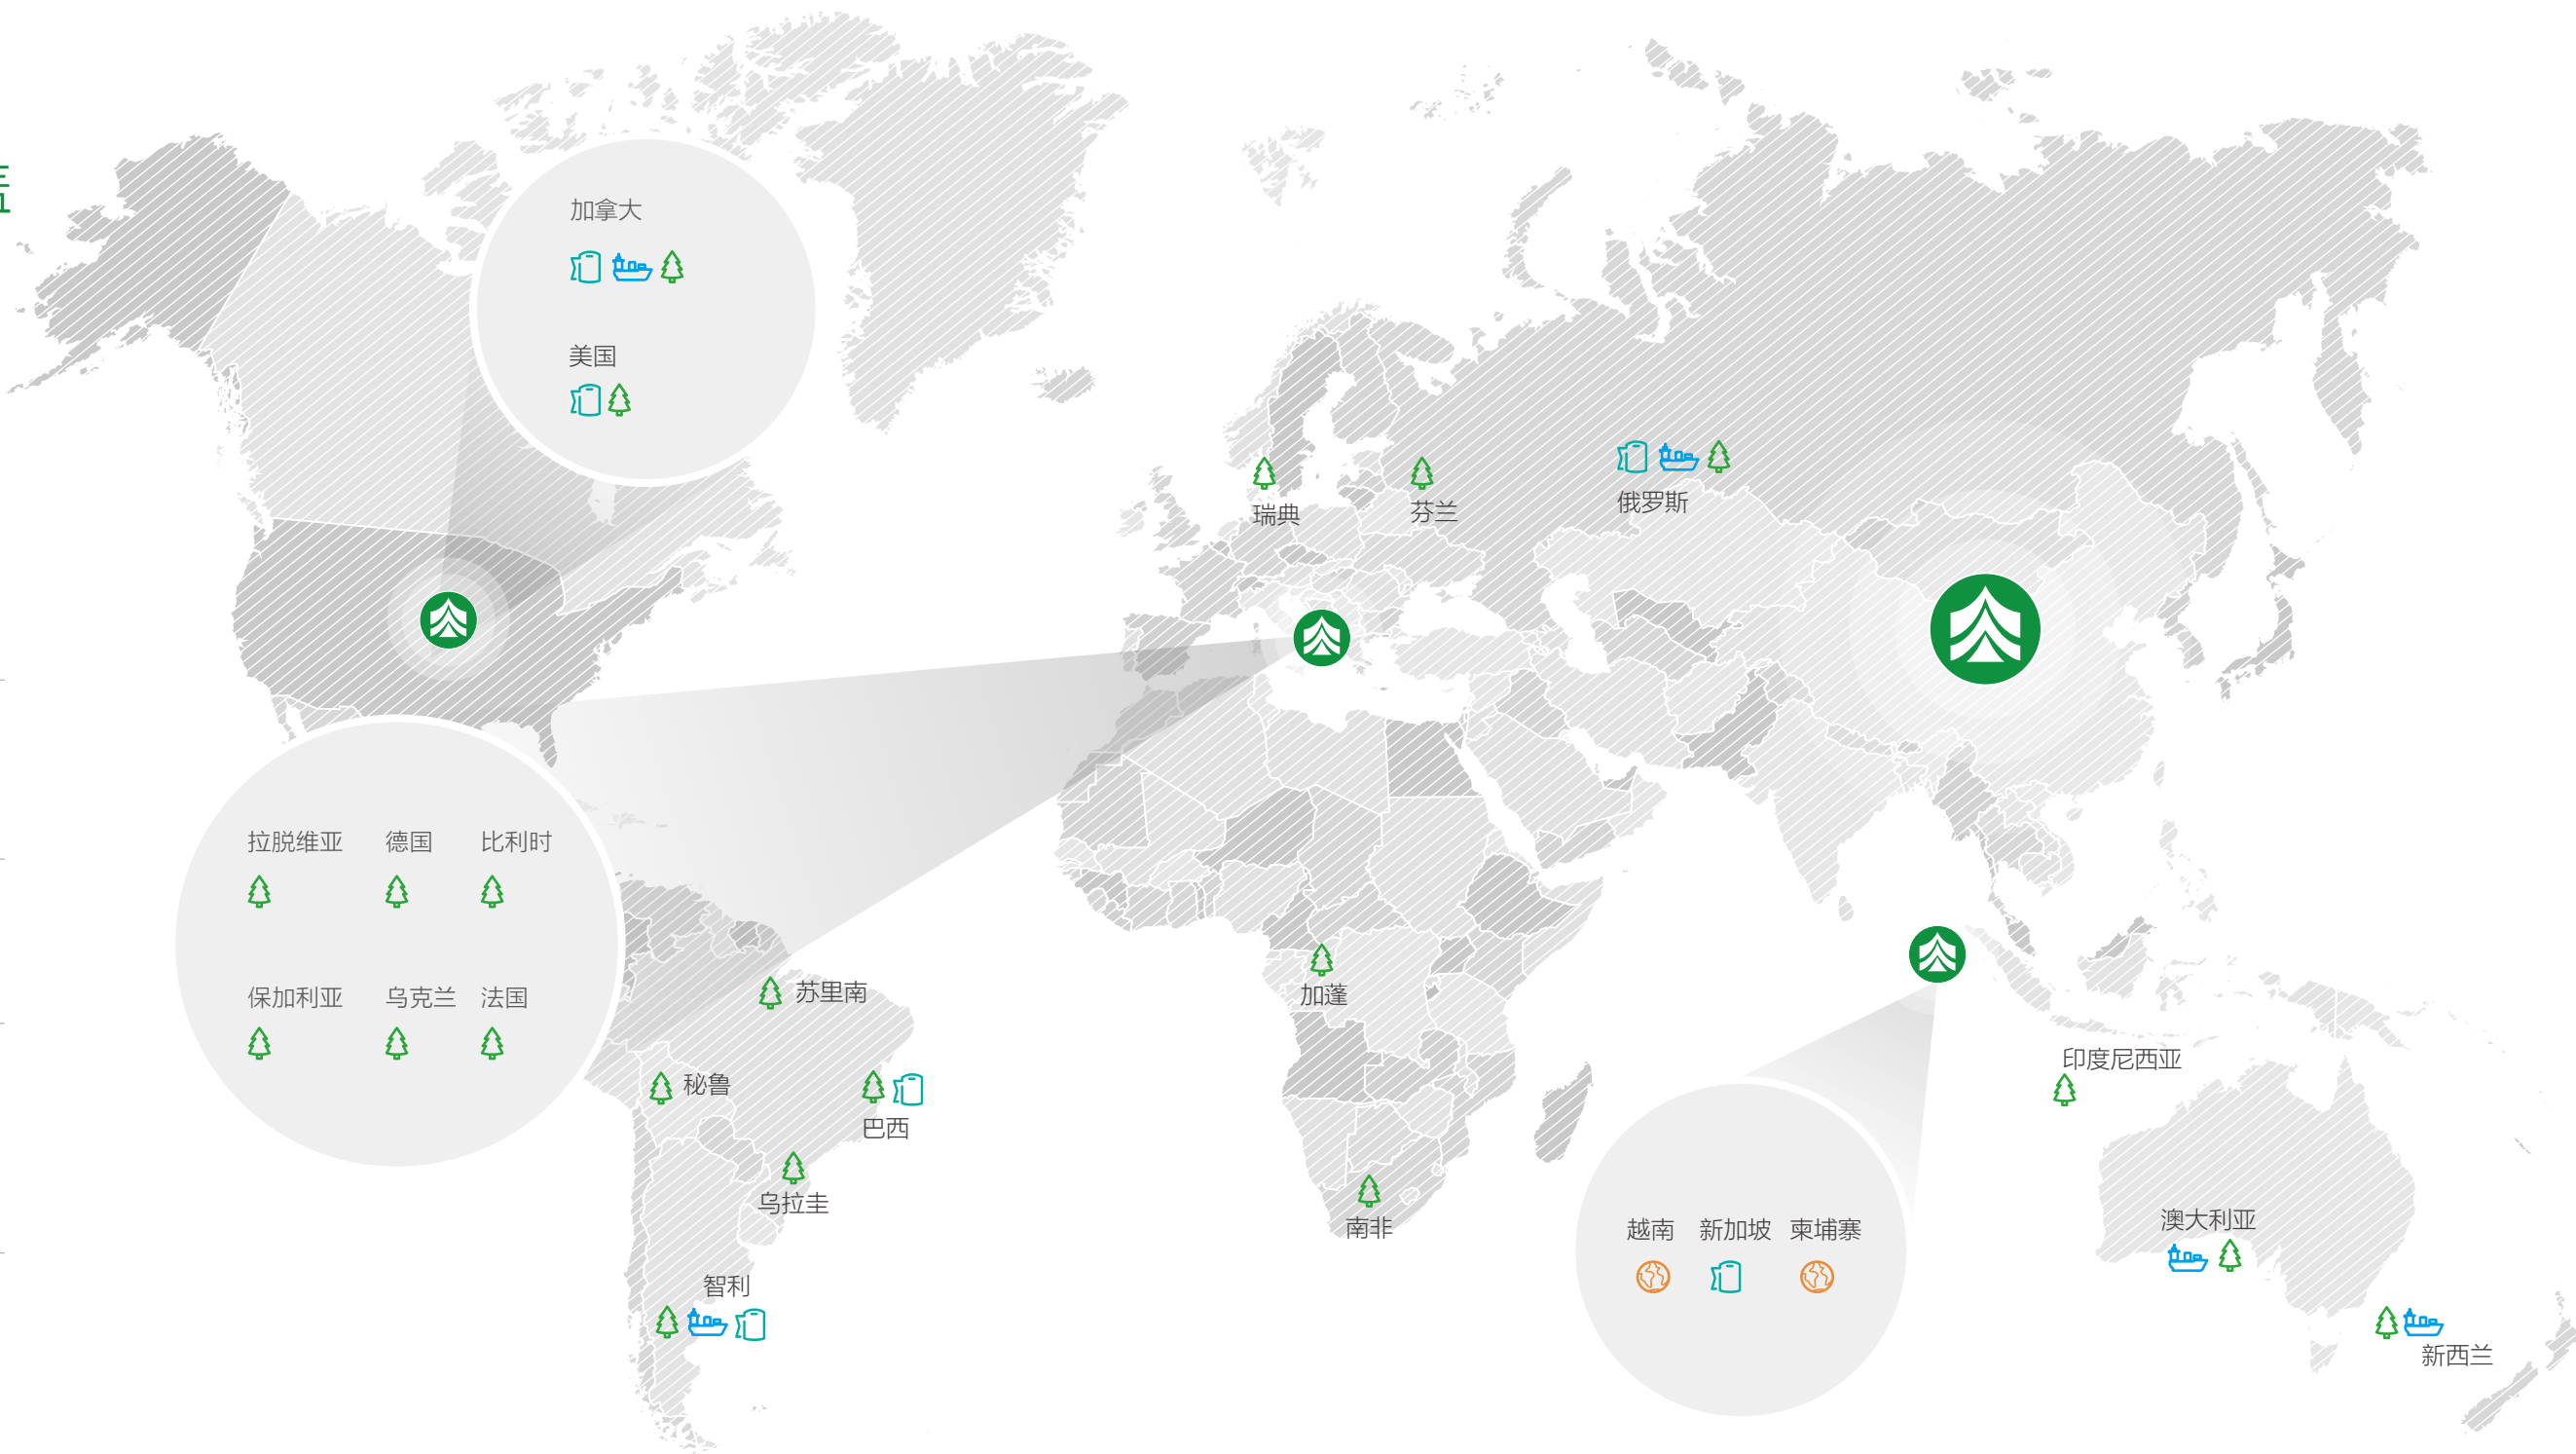 加拿大
美国
瑞典
芬兰
俄罗斯
拉脱维亚 德国 比利时
保加利亚 乌克兰 法国
苏里南
秘鲁
巴西
乌拉圭
智利
加蓬
南非
印度尼西亚
越南 新加坡 柬埔寨
澳大利亚
新西兰